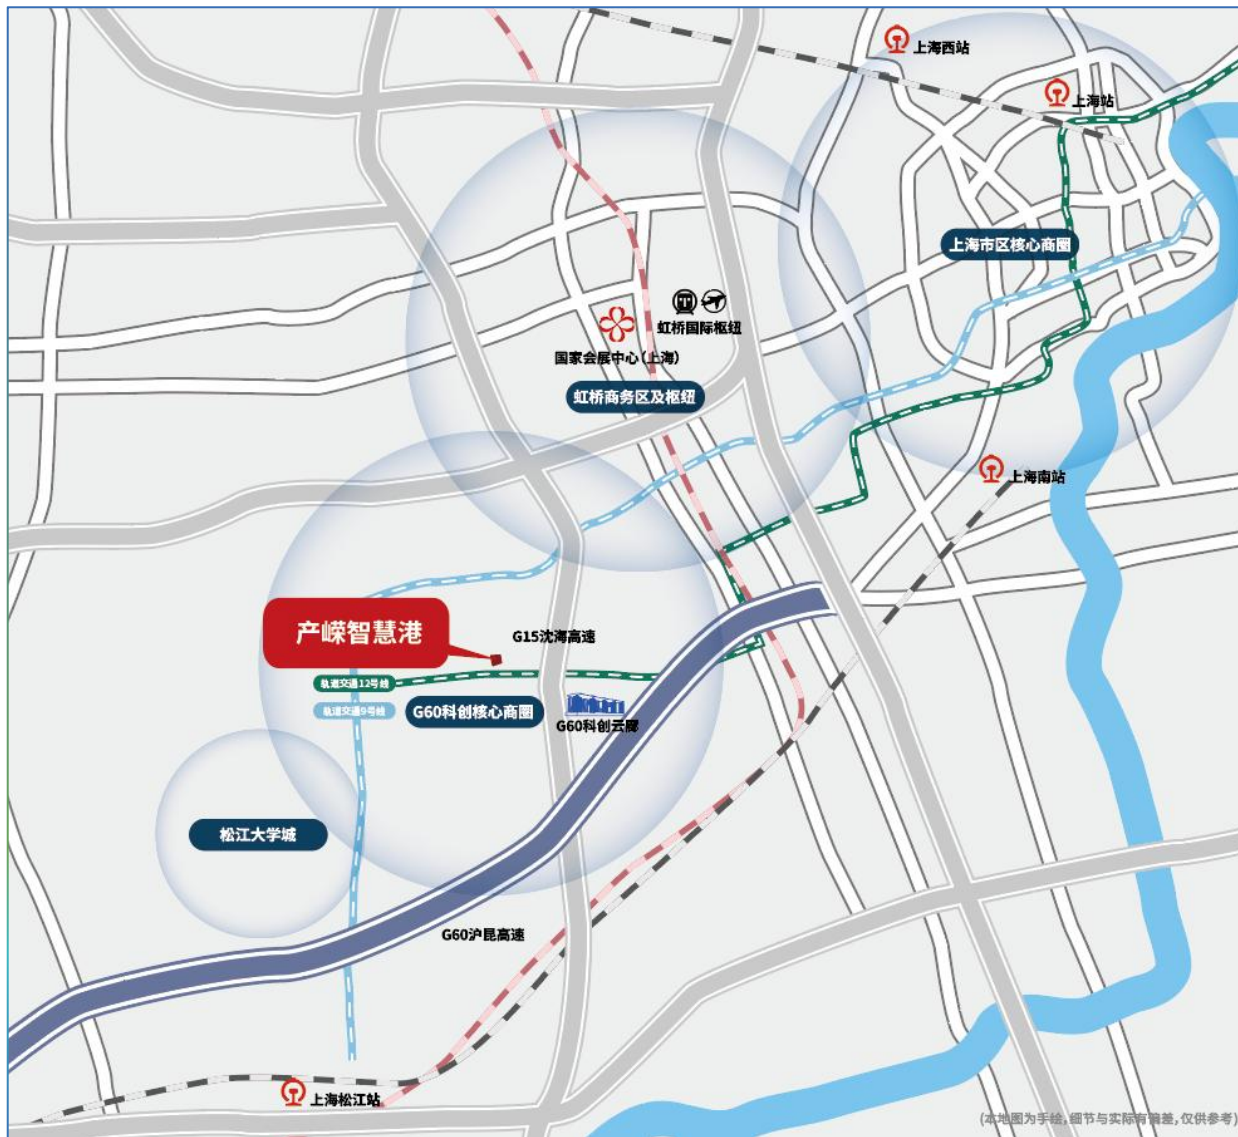 上海西站
上海站
上海市区核心商圈
虹桥国际枢纽
国家会展中心(上海)
虹桥商务区及枢纽
上海南站
产嵘智慧港
G15沈海高速
轨道交通12号线
轨道交通9号线
G60科创核心商圈
G60科创云廊
松江大学城
G60沪昆高速
上海松江站
(本地图为手绘,细节与实际有偏差,仅供参考)